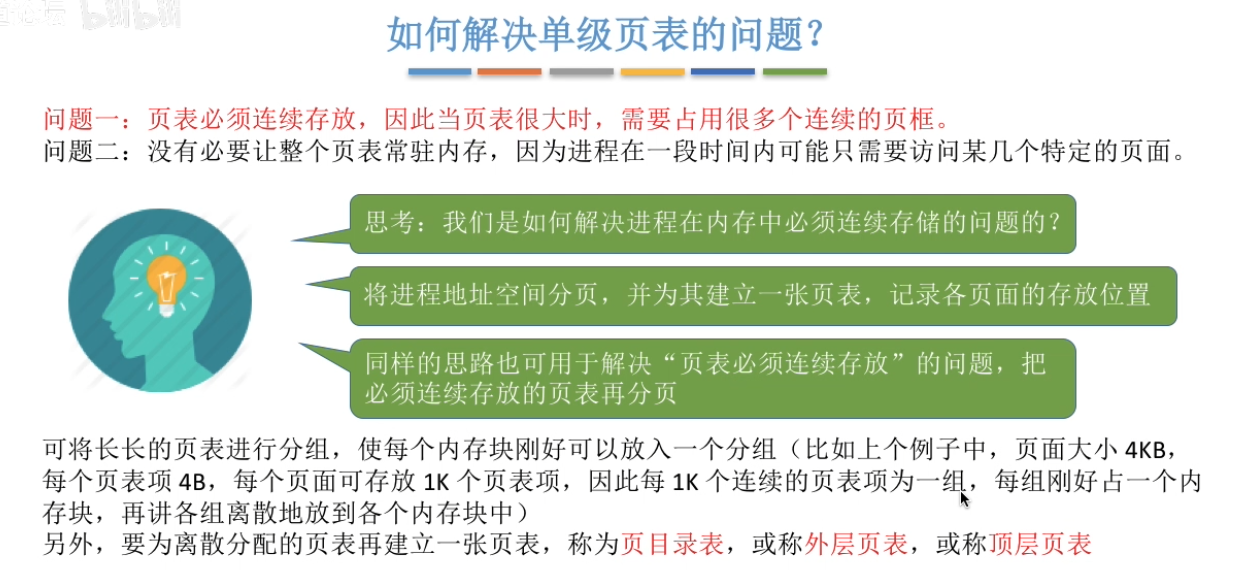 bilibili
如何解决单级页表的问题？
问题一：页表必须连续存放，因此当页表很大时，需要占用很多个连续的页框。
问题二：没有必要让整个页表常驻内存，因为进程在一段时间内可能只需要访问某几个特定的页面。
思考：我们是如何解决进程在内存中必须连续存储的问题的？
将进程地址空间分页，并为其建立一张页表，记录各页面的存放位置
同样的思路也可用于解决“页表必须连续存放”的问题，把
必须连续存放的页表再分页
可将长长的页表进行分组，使每个内存块刚好可以放入一个分组（比如上个例子中，页面大小 4KB，
每个页表项 4B，每个页面可存放 1K 个页表项，因此每 1K 个连续的页表项为一组，每组刚好占一个内
存块，再讲各组离散地放到各个内存块中）
另外，要为离散分配的页表再建立一张页表，称为页目录表，或称外层页表，或称顶层页表